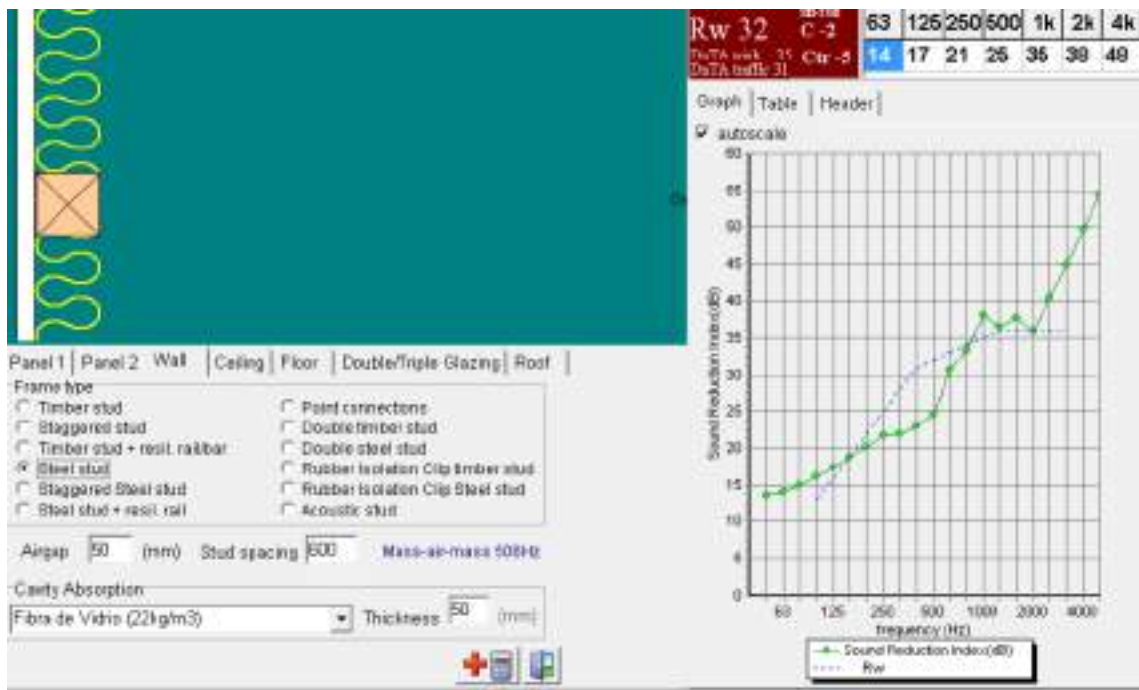 Rw 32
C -2
Ctr -5
DnTA traffic 31
63 125 250 500 1k 2k 4k
14 17 21 25 35 38 48
Graph Table Header
autoscale
Sound Reduction Index(dB)
60
55
50
45
40
35
30
25
20
15
10
5
0
63 125 250 500 1000 2000 4000
frequency (Hz)
Sound Reduction Index(dB)
Rw
Panel 1 Panel 2 Wall Ceiling Floor Double/Triple Glazing Roof
Frame type
Timber stud
Staggered stud
Timber stud + resil. rail/bar
Steel stud
Staggered Steel stud
Steel stud + resil. rail
Point connections
Double timber stud
Double steel stud
Rubber Isolation Clip timber stud
Rubber Isolation Clip Steel stud
Acoustic stud
Airgap 50 (mm) Stud spacing 600 Mass-air-mass 508Hz
Cavity Absorption
Fibra de Vidrio (22kg/m3) Thickness 50 (mm)